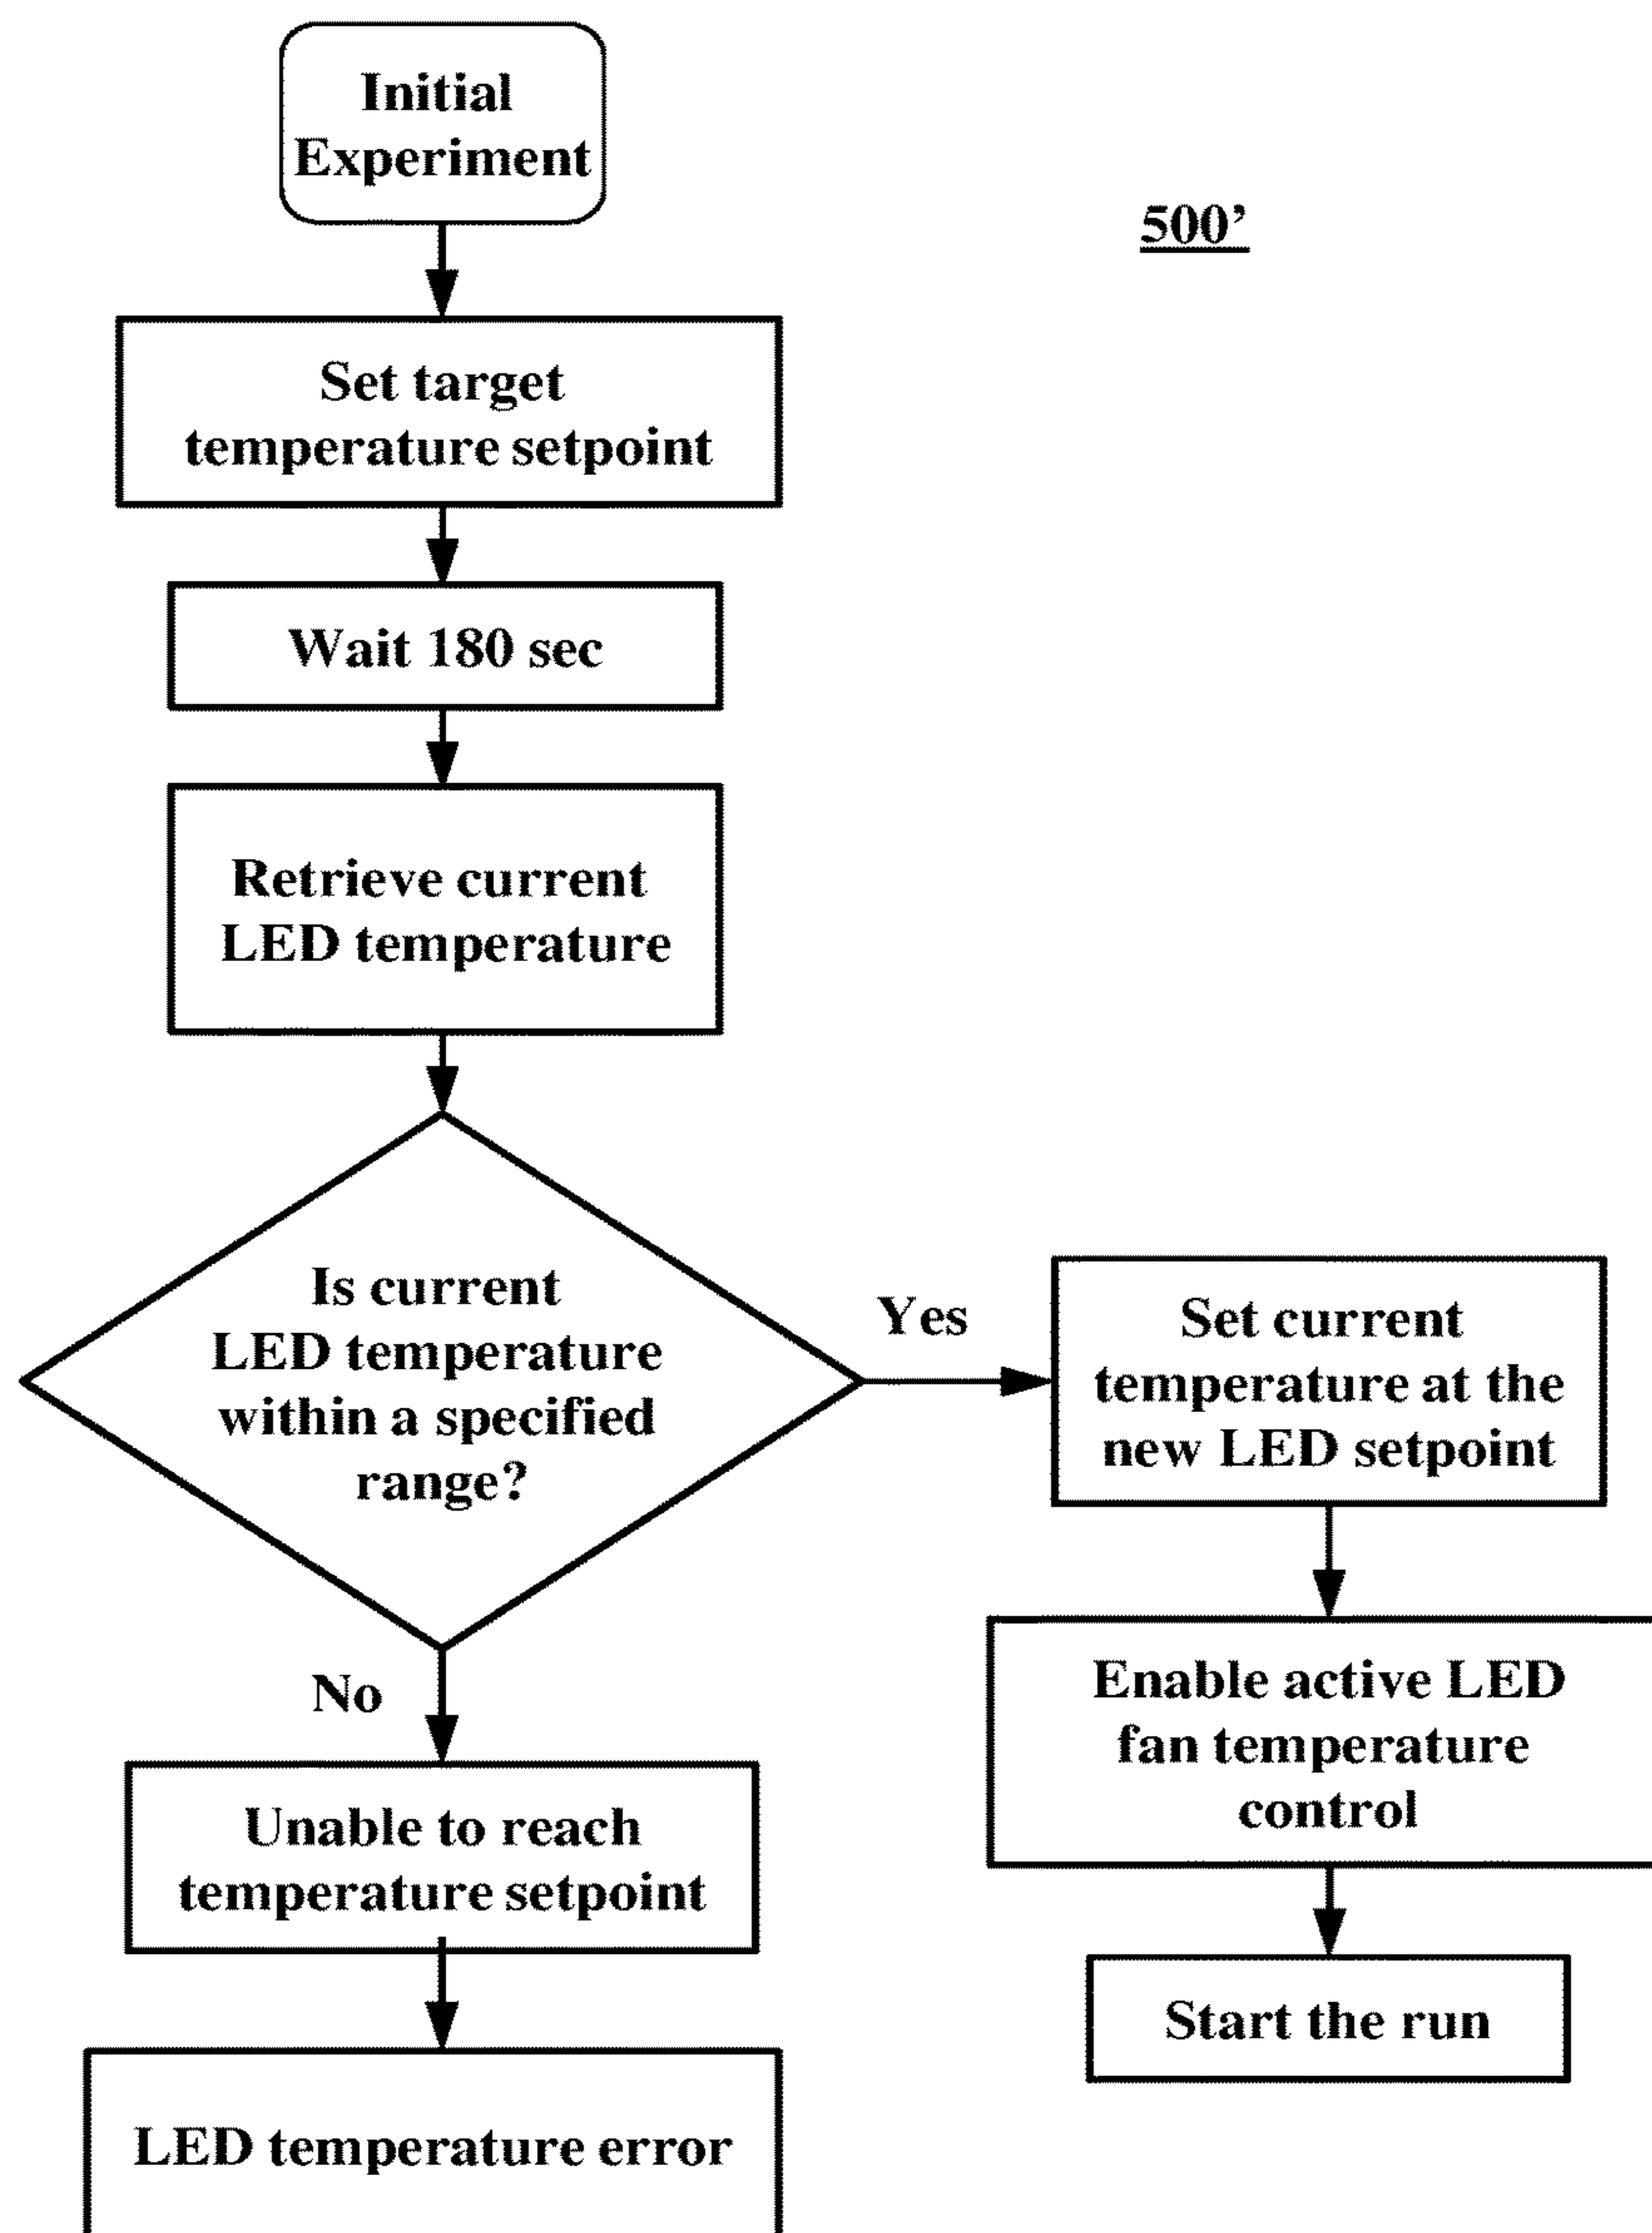 Initial
Experiment
500’
Set target
temperature setpoint
Wait 180 sec
Retrieve current
LED temperature
Is current
LED temperature
within a specified
range?
Yes
Set current
temperature at the
new LED setpoint
No
Enable active LED
fan temperature
control
Unable to reach
temperature setpoint
Start the run
LED temperature error